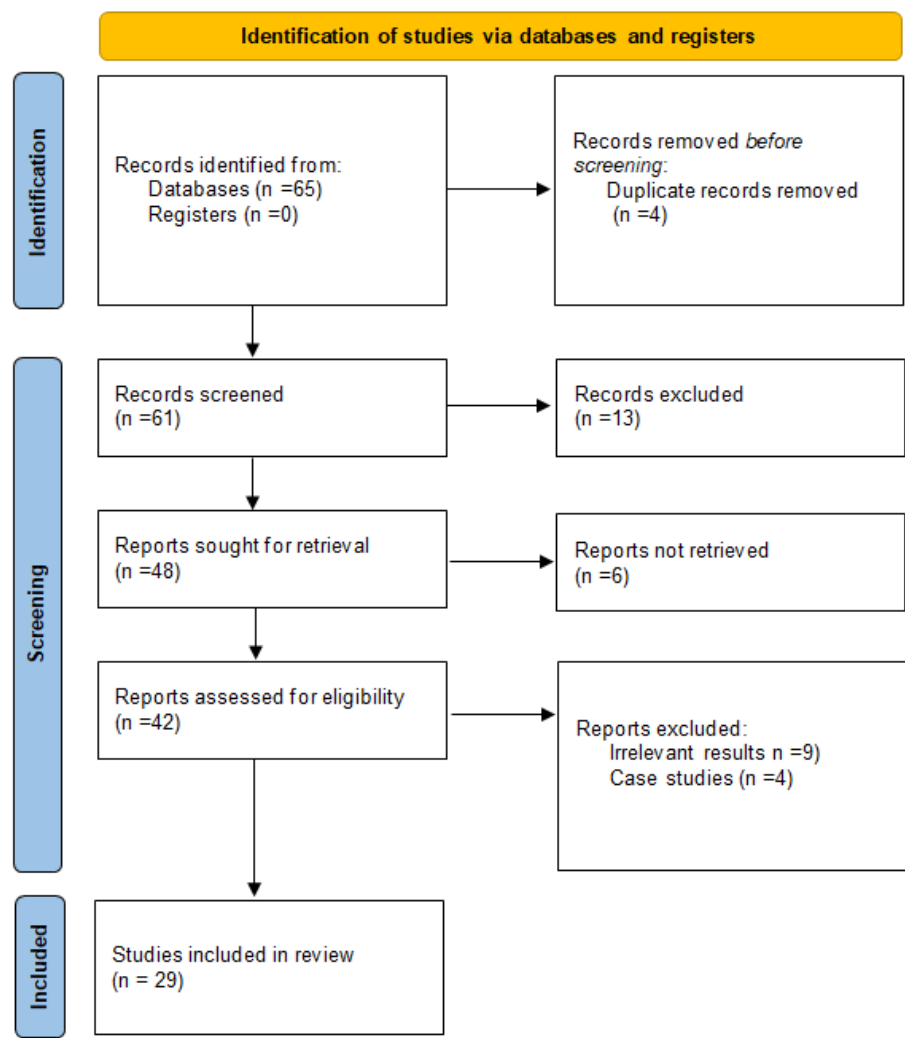 Identification of studies via databases and registers
Identification
Records identified from:
Databases (n =65)
Registers (n =0)
Records removed before
screening:
Duplicate records removed
(n =4)
Screening
Records screened
(n =61)
Records excluded
(n =13)
Reports sought for retrieval
(n =48)
Reports not retrieved
(n =6)
Reports assessed for eligibility
(n =42)
Reports excluded:
Irrelevant results n =9)
Case studies (n =4)
Included
Studies included in review
(n = 29)